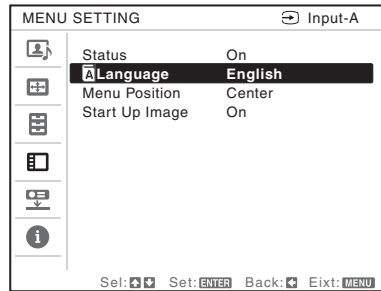 MENU SETTING Input-A
Status On
A Language English
Menu Position Center
Start Up Image On
Sel: Set: ENTER Back: Eixt: MENU